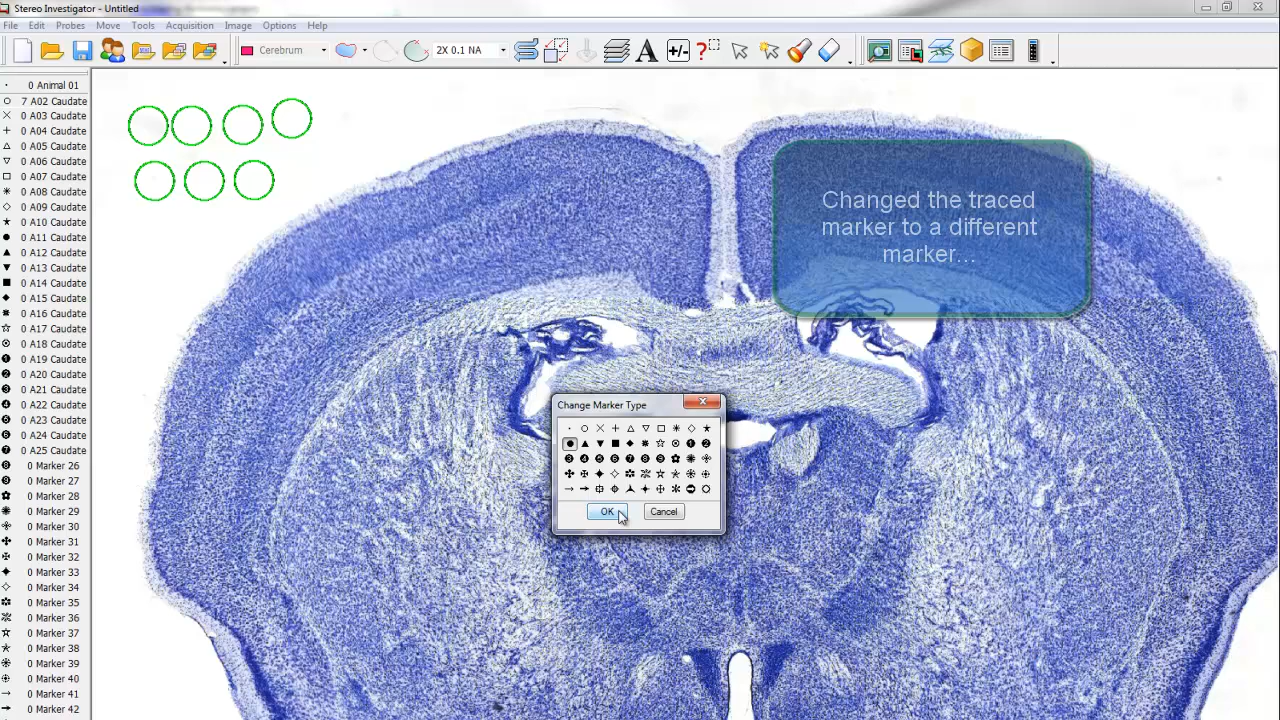 Stereo Investigator - Untitled
File Edit Probes Move Tools Acquisition Image Options Help
Cerebrum 2X 0.1 NA
0 Animal 01
7 A02 Caudate
0 A03 Caudate
0 A04 Caudate
0 A05 Caudate
0 A06 Caudate
0 A07 Caudate
0 A08 Caudate
0 A09 Caudate
0 A10 Caudate
0 A11 Caudate
0 A12 Caudate
0 A13 Caudate
0 A14 Caudate
0 A15 Caudate
0 A16 Caudate
0 A17 Caudate
0 A18 Caudate
0 A19 Caudate
0 A20 Caudate
0 A21 Caudate
0 A22 Caudate
0 A23 Caudate
0 A24 Caudate
0 A25 Caudate
0 Marker 26
0 Marker 27
0 Marker 28
0 Marker 29
0 Marker 30
0 Marker 31
0 Marker 32
0 Marker 33
0 Marker 34
0 Marker 35
0 Marker 36
0 Marker 37
0 Marker 38
0 Marker 39
0 Marker 40
0 Marker 41
0 Marker 42
Changed the traced
marker to a different
marker...
Change Marker Type
OK Cancel